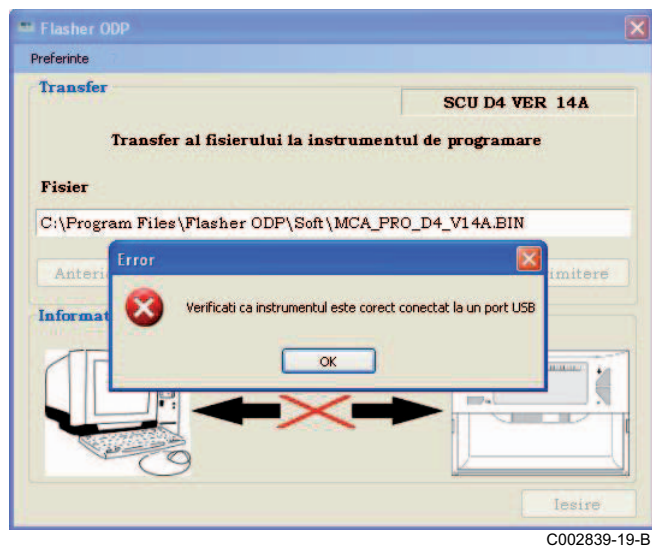 Flasher ODP
Preferinte
Transfer
SCU D4 VER 14A
Transfer al fisierului la instrumentul de programare
Fisier
C:\Program Files\Flasher ODP\Soft\MCA_PRO_D4_V14A.BIN
Error
Verificati ca instrumentul este corect conectat la un port USB
OK
Iesire
C002839-19-B